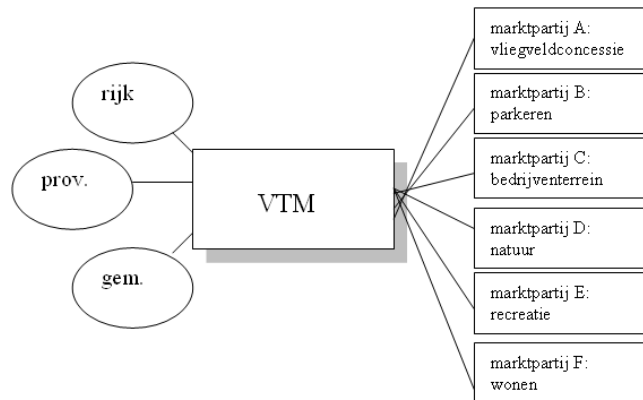 rijk
prov.
gem.
VTM
marktpartij A:
vliegveldconcessie
marktpartij B:
parkeren
marktpartij C:
bedrijventerrein
marktpartij D:
natuur
marktpartij E:
recreatie
marktpartij F:
wonen